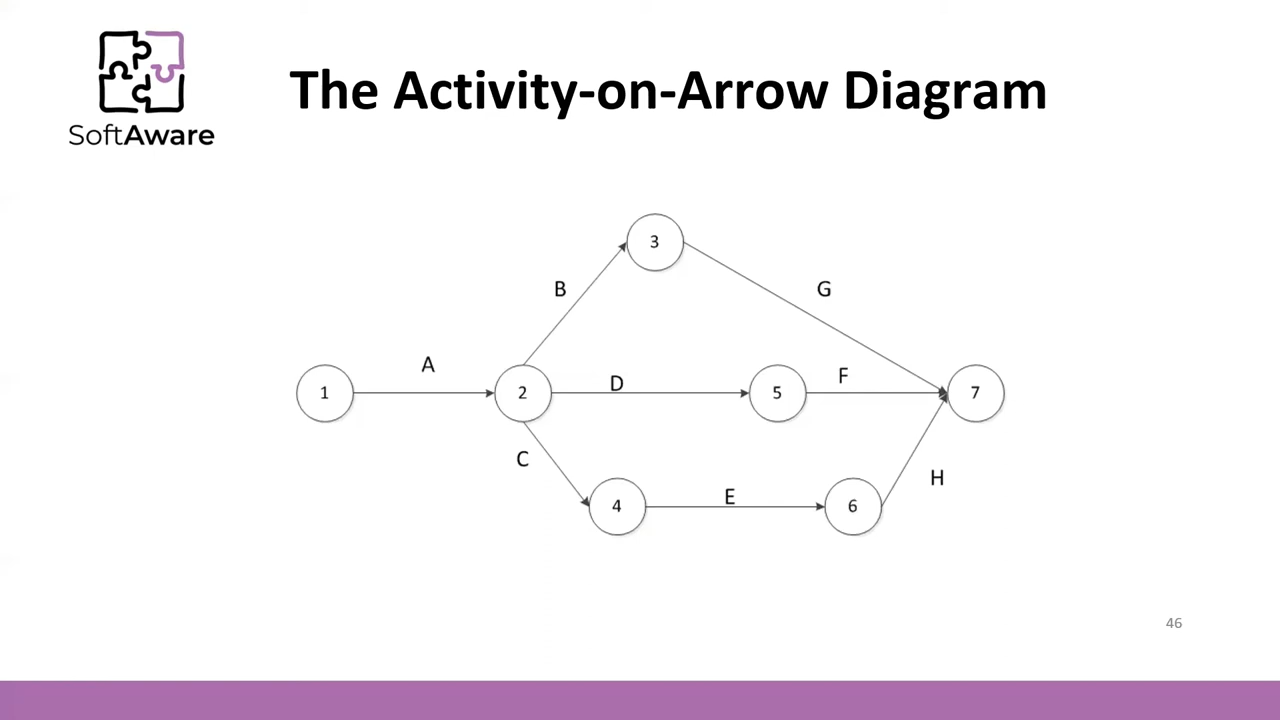 SoftAware
The Activity-on-Arrow Diagram
3
B
G
A
D
F
1
2
5
7
C
E
H
4
6
46